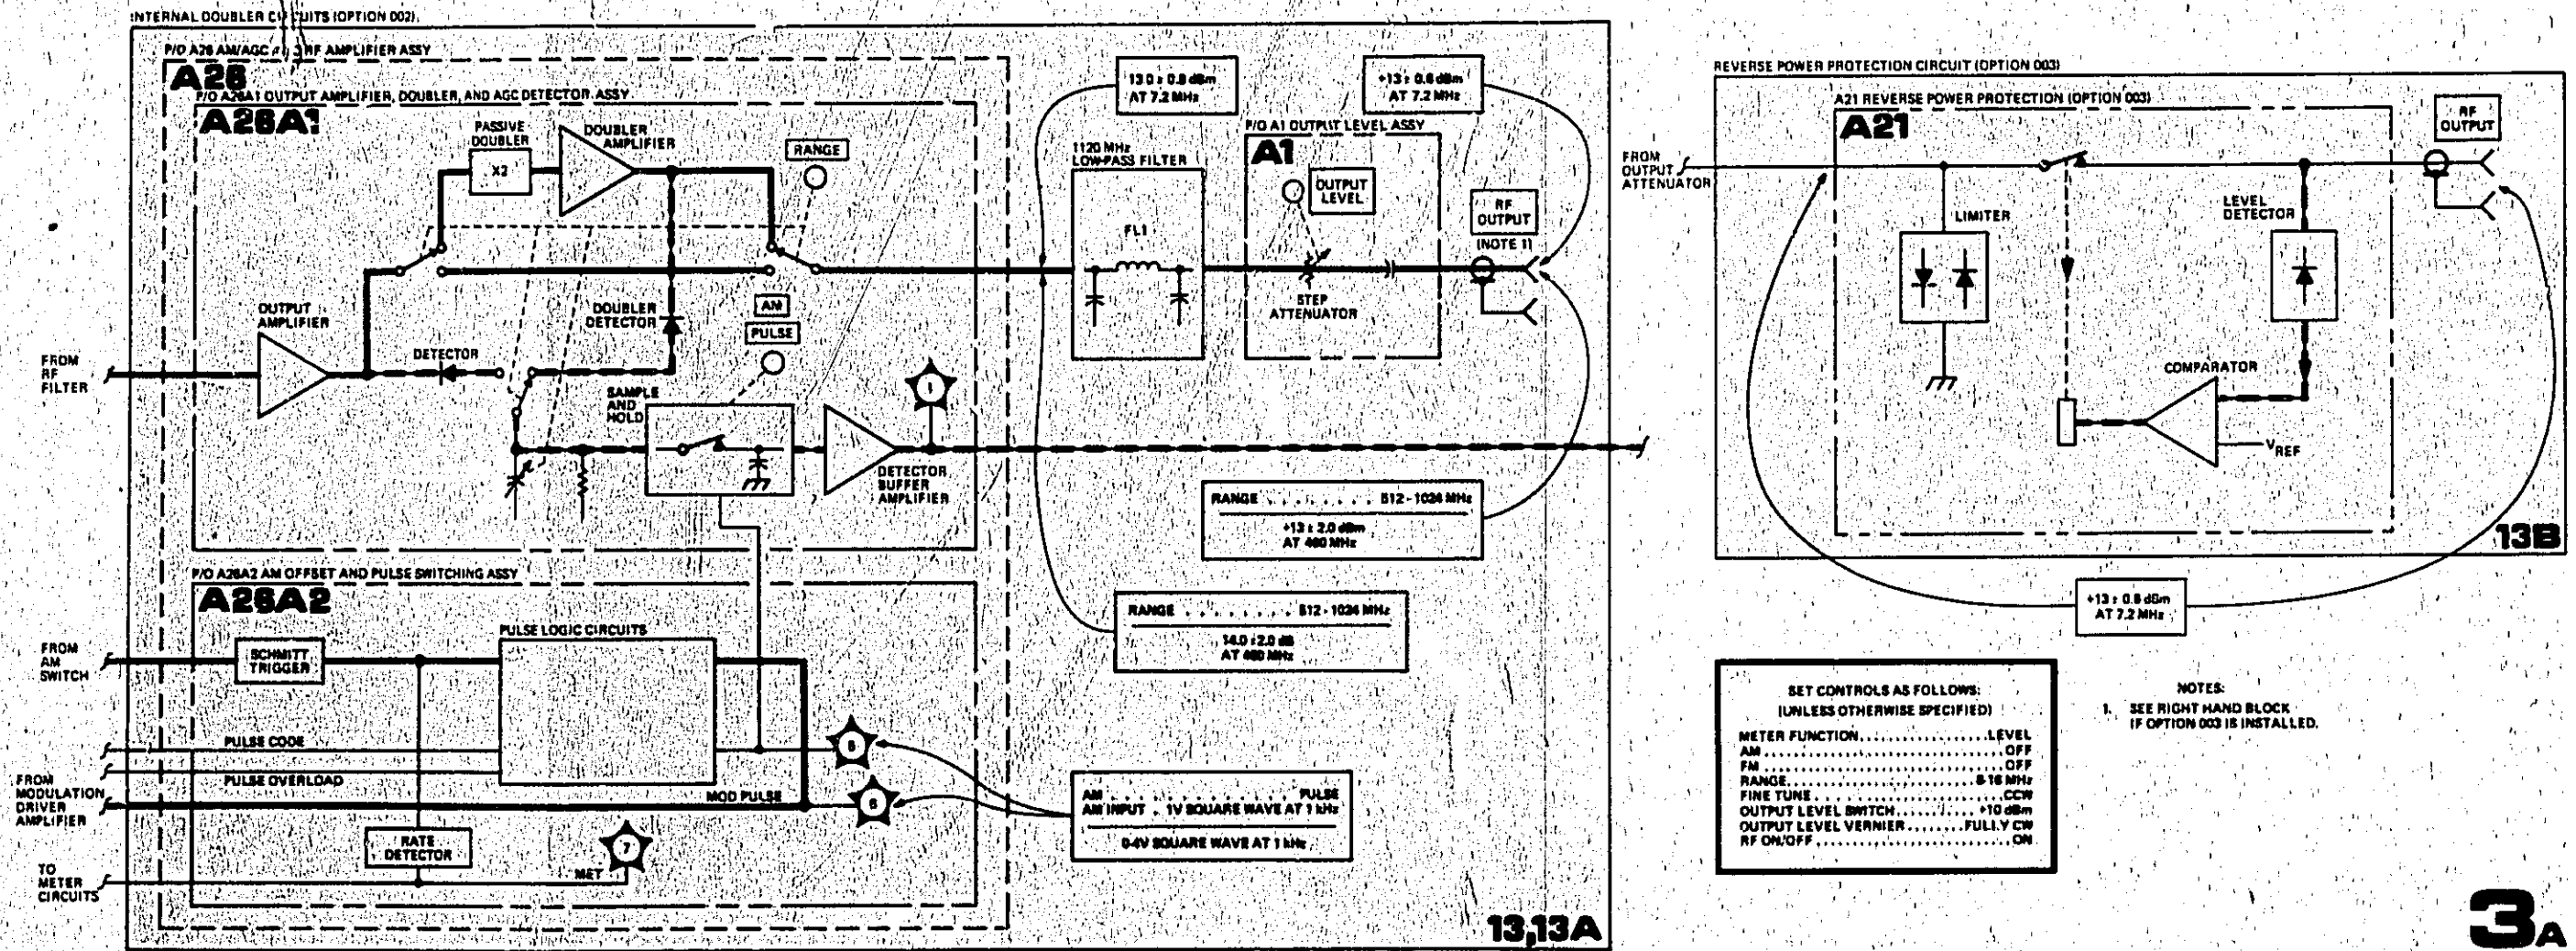 INTERNAL DOUBLER CIRCUITS (OPTION 002)
P/O A26 AM/AGC RF AMPLIFIER ASSY
A26
P/O A26A1 OUTPUT AMPLIFIER, DOUBLER, AND AGC DETECTOR ASSY
A26A1
PASSIVE
DOUBLER
X2
DOUBLER
AMPLIFIER
RANGE
OUTPUT
AMPLIFIER
FROM
RF
FILTER
DETECTOR
DOUBLER
DETECTOR
AM
PULSE
SAMPLE
AND
HOLD
1
DETECTOR
BUFFER
AMPLIFIER
P/O A26A2 AM OFFSET AND PULSE SWITCHING ASSY
A26A2
FROM
AM
SWITCH
SCHMITT
TRIGGER
PULSE LOGIC CIRCUITS
PULSE CODE
PULSE OVERLOAD
FROM
MODULATION
DRIVER
AMPLIFIER
MOD PULSE
6
RATE
DETECTOR
7
MET
TO
METER
CIRCUITS
13.0 ± 0.8 dBm
AT 7.2 MHz
+13 ± 0.8 dBm
AT 7.2 MHz
1120 MHz
LOW-PASS FILTER
FL1
P/O A1 OUTPUT LEVEL ASSY
A1
OUTPUT
LEVEL
STEP
ATTENUATOR
RF
OUTPUT
(NOTE 1)
RANGE . . . . . . . . 512 - 1024 MHz
+13 ± 2.0 dBm
AT 460 MHz
RANGE . . . . . . . . 512 - 1024 MHz
14.0 ± 2.0 dB
AT 460 MHz
AM . . . . . . . . . . . . . PULSE
AM INPUT . 1V SQUARE WAVE AT 1 kHz
0-4V SQUARE WAVE AT 1 kHz
13,13A
REVERSE POWER PROTECTION CIRCUIT (OPTION 003)
A21 REVERSE POWER PROTECTION (OPTION 003)
A21
FROM
OUTPUT
ATTENUATOR
LIMITER
LEVEL
DETECTOR
RF
OUTPUT
COMPARATOR
VREF
13B
+13 ± 0.8 dBm
AT 7.2 MHz
SET CONTROLS AS FOLLOWS:
(UNLESS OTHERWISE SPECIFIED)
METER FUNCTION . . . . . . . . LEVEL
AM . . . . . . . . OFF
FM . . . . . . . . OFF
RANGE . . . . . . . . 8-16 MHz
FINE TUNE . . . . . . . . CCW
OUTPUT LEVEL SWITCH . . . . . . . . +10 dBm
OUTPUT LEVEL VERNIER . . . . . . . . FULLY CW
RF ON/OFF . . . . . . . . ON
NOTES:
1. SEE RIGHT HAND BLOCK
IF OPTION 003 IS INSTALLED.
3A